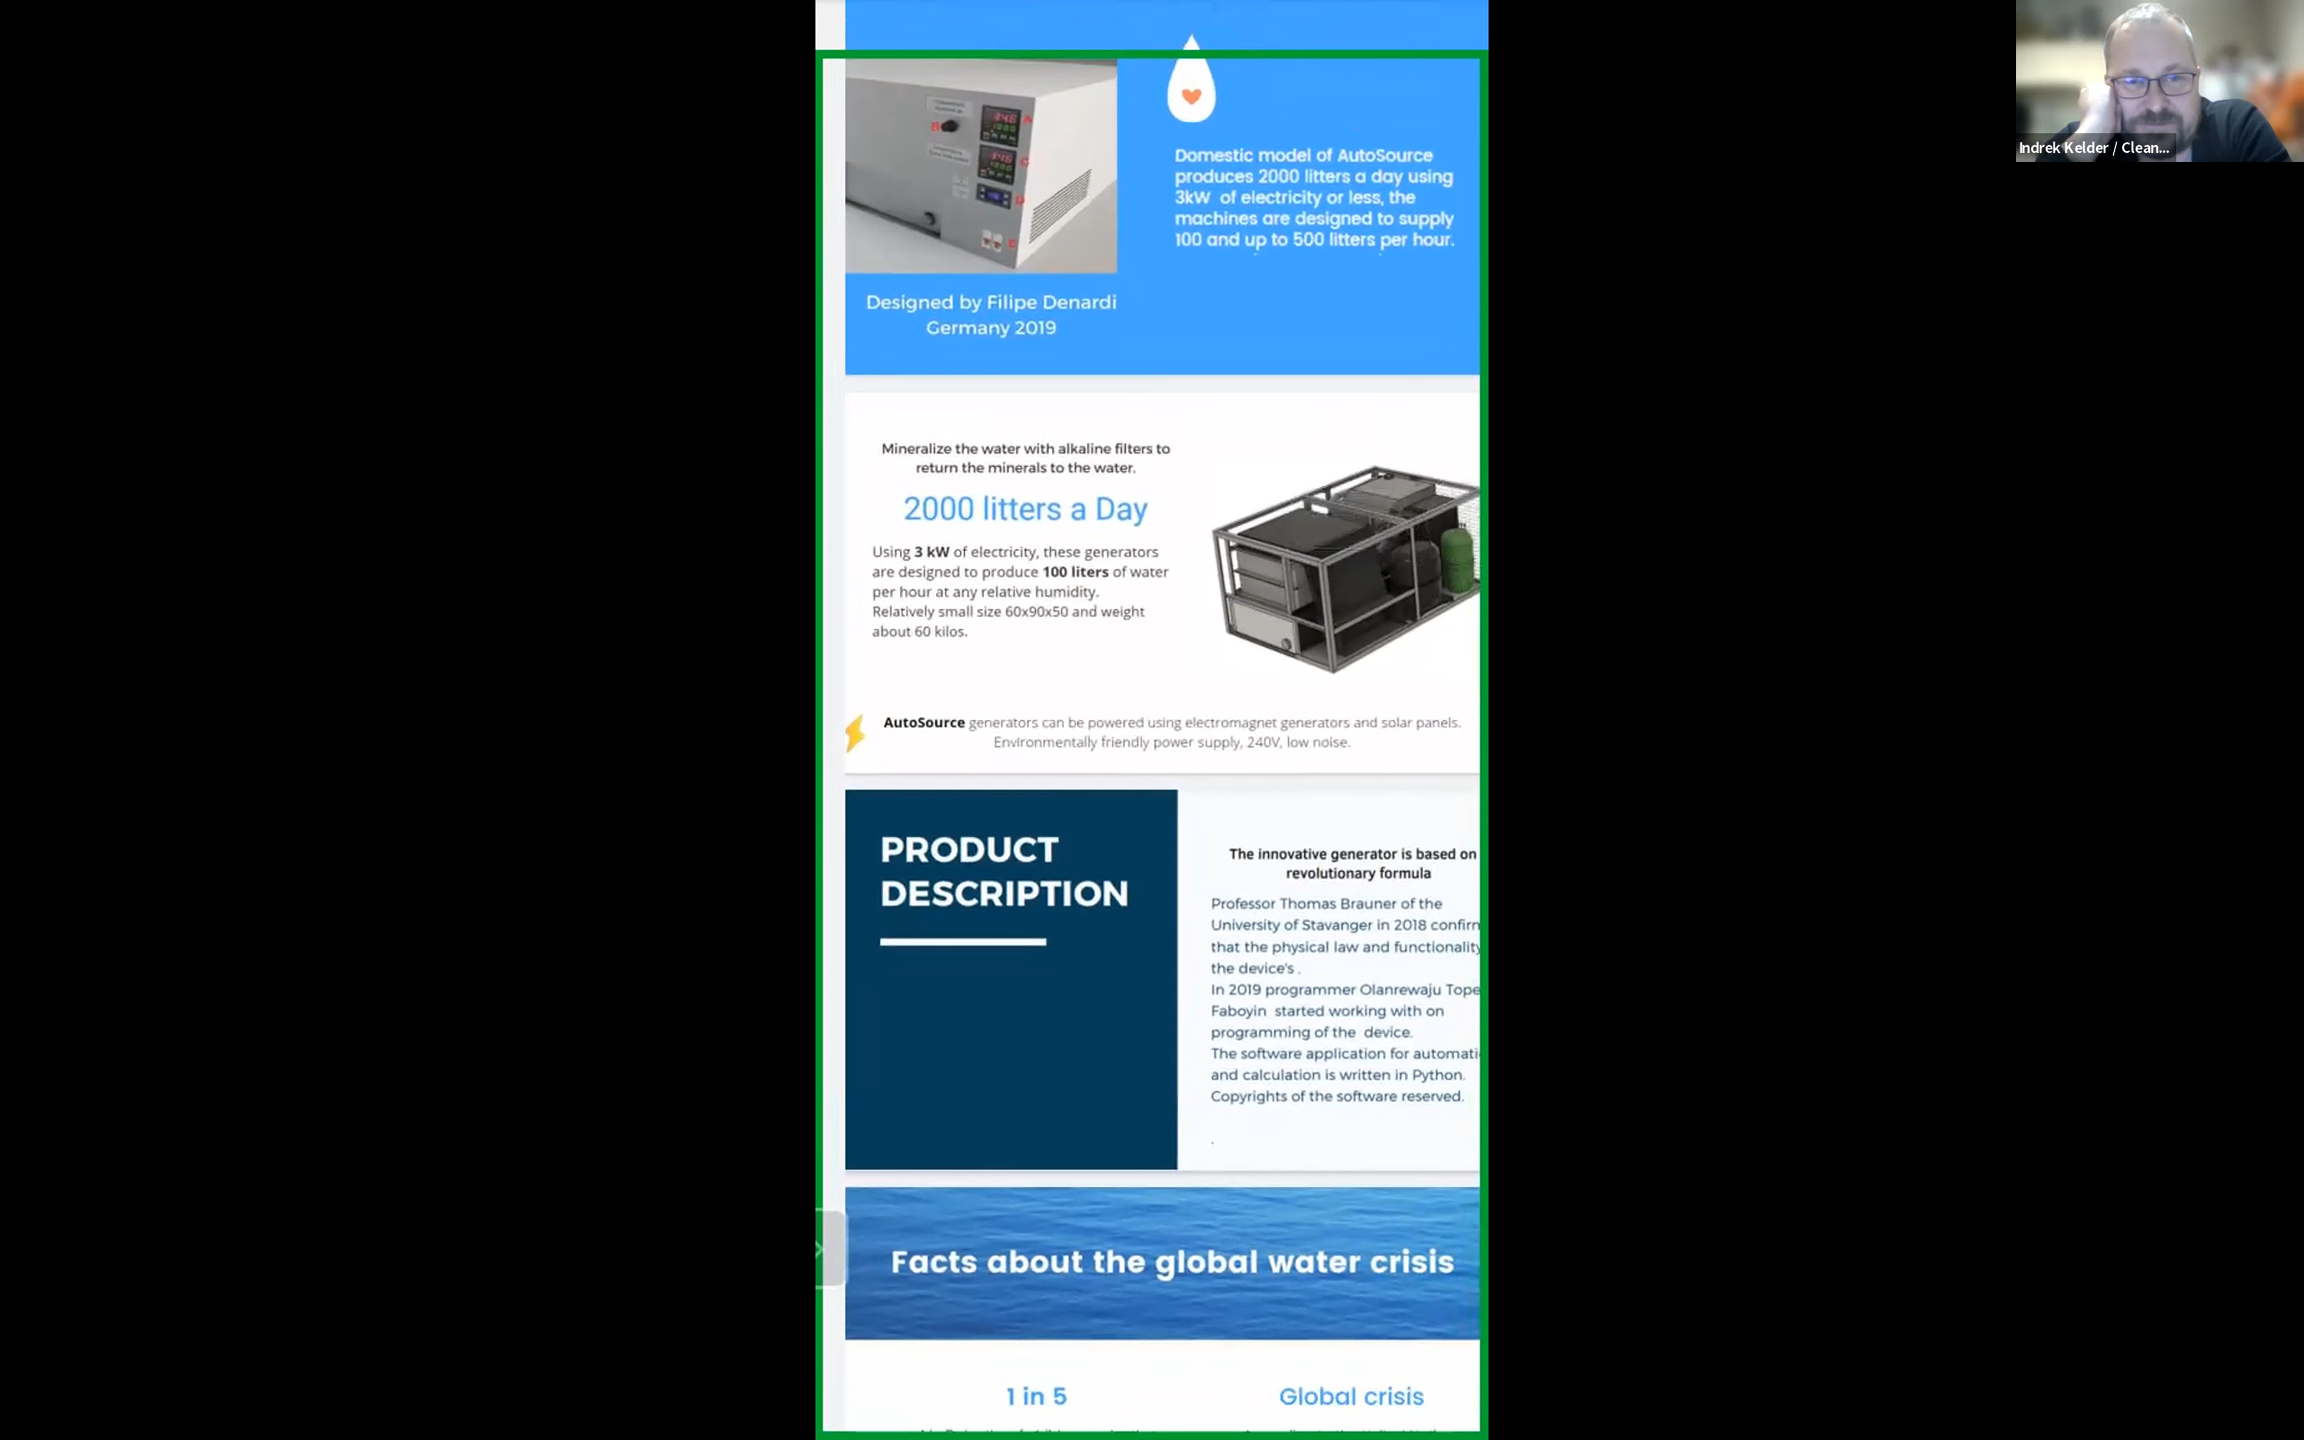 Domestic model of AutoSource
produces 2000 litters a day using
3kW of electricity or less, the
machines are designed to supply
100 and up to 500 litters per hour.
Designed by Filipe Denardi
Germany 2019
Mineralize the water with alkaline filters to
return the minerals to the water.
2000 litters a Day
Using 3 kW of electricity, these generators
are designed to produce 100 liters of water
per hour at any relative humidity.
Relatively small size 60x90x50 and weight
about 60 kilos.
AutoSource generators can be powered using electromagnet generators and solar panels.
Environmentally friendly power supply, 240V, low noise.
PRODUCT
DESCRIPTION
The innovative generator is based on
revolutionary formula
Professor Thomas Brauner of the
University of Stavanger in 2018 confirm
that the physical law and functionality
the device's .
In 2019 programmer Olanrewaju Tope
Faboyin started working with on
programming of the device.
The software application for automati
and calculation is written in Python.
Copyrights of the software reserved.
.
Facts about the global water crisis
1 in 5
Global crisis
Indrek Kelder / Clean...